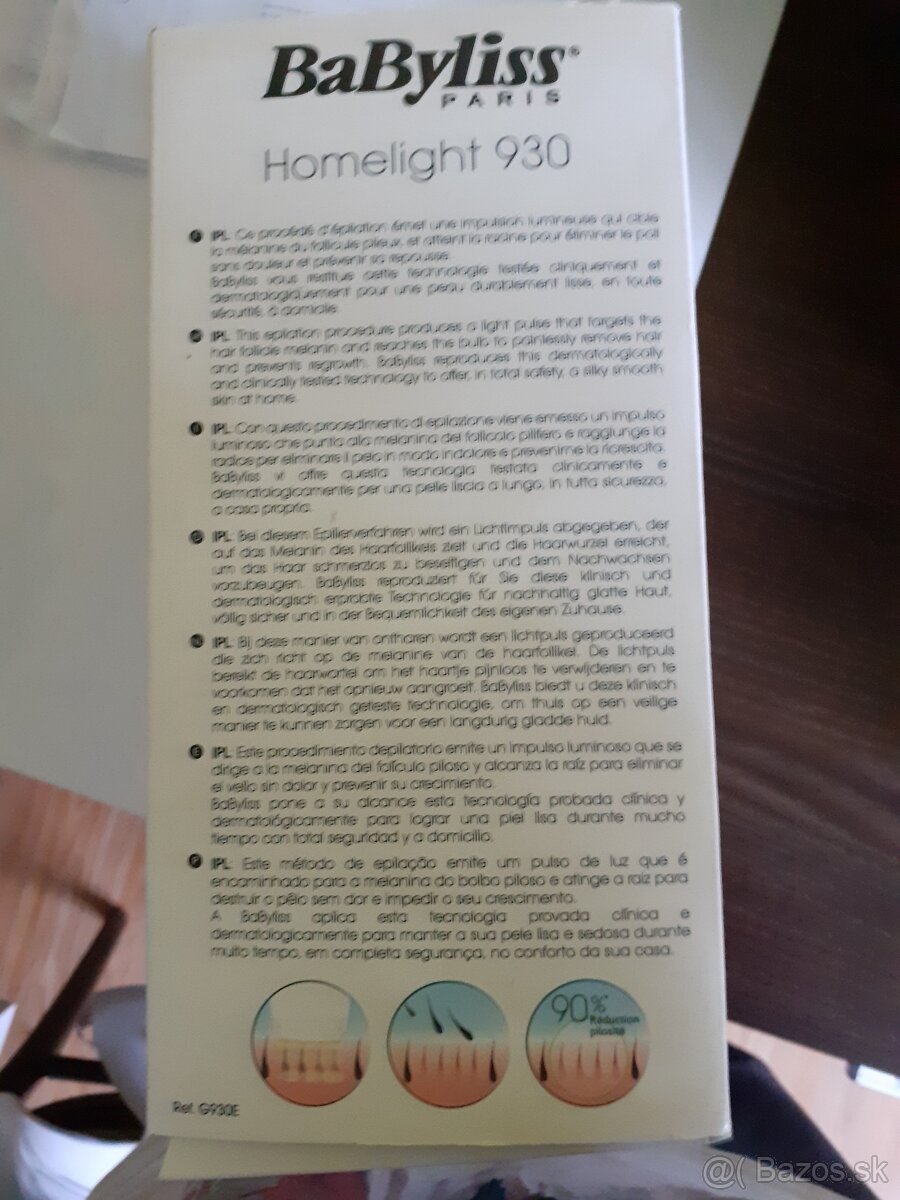 BaByliss®
PARIS
Homelight 930
F IPL: Ce procédé d'épilation émet une impulsion lumineuse qui cible
la mélanine du follicule pileux, et atteint la racine pour éliminer le poil
sans douleur et prévenir sa repousse.
BaByliss vous restitue cette technologie testée cliniquement et
dermatologiquement pour une peau durablement lisse, en toute
sécurité, à domicile.
IPL: This epilation procedure produces a light pulse that targets the
hair follicle melanin and reaches the bulb to painlessly remove hair
and prevents regrowth. BaByliss reproduces this dermatologically
and clinically tested technology to offer, in total safety, a silky smooth
skin at home.
I IPL: Con questo procedimento di epilazione viene emesso un impulso
luminoso che punta alla melanina del follicolo pilifero e raggiunge la
radice per eliminare il pelo in modo indolore e prevenirne la ricrescita.
BaByliss vi offre questa tecnologia testata clinicamente e
dermatologicamente per una pelle liscia a lungo, in tutta sicurezza,
a casa propria.
D IPL: Bei diesem Epilierverfahren wird ein Lichtimpuls abgegeben, der
auf das Melanin des Haarfollikels zielt und die Haarwurzel erreicht,
um das Haar schmerzlos zu beseitigen und dem Nachwachsen
vorzubeugen. BaByliss reproduziert für Sie diese klinisch und
dermatologisch erprobte Technologie für nachhaltig glatte Haut,
völlig sicher und in der Bequemlichkeit des eigenen Zuhause.
IPL: Bij deze manier van ontharen wordt een lichtpuls geproduceerd
die zich richt op de melanine van de haarfollikel. De lichtpuls
bereikt de haarwortel om het haartje pijnloos te verwijderen en te
voorkomen dat het opnieuw aangroeit. BaByliss biedt u deze klinisch
en dermatologisch geteste technologie, om thuis op een veilige
manier te kunnen zorgen voor een langdurig gladde huid.
E IPL: Este procedimiento depilatorio emite un impulso luminoso que se
dirige a la melanina del folículo piloso y alcanza la raíz para eliminar
el vello sin dolor y prevenir su crecimiento.
BaByliss pone a su alcance esta tecnología probada clínica y
dermatológicamente para lograr una piel lisa durante mucho
tiempo con total seguridad y a domicilio.
P IPL: Este método de epilação emite um pulso de luz que é
encaminhado para a melanina do bolbo piloso e atinge a raiz para
destruir o pêlo sem dor e impedir o seu crescimento.
A BaByliss aplica esta tecnologia provada clínica e
dermatologicamente para manter a sua pele lisa e sedosa durante
muito tempo, em completa segurança, no conforto da sua casa.
90%
Réduction
pilosité
Ref. G930E
@( Bazos.sk